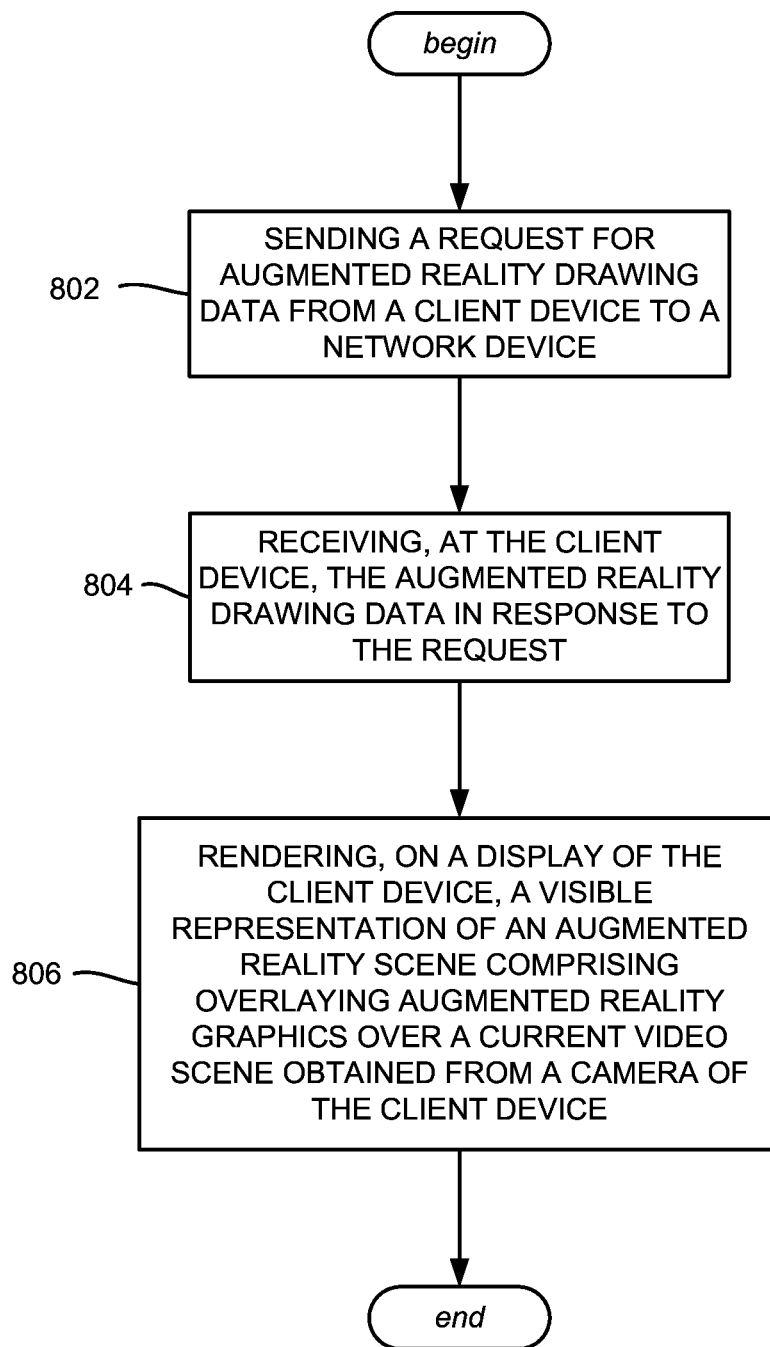 begin
802
SENDING A REQUEST FOR
AUGMENTED REALITY DRAWING
DATA FROM A CLIENT DEVICE TO A
NETWORK DEVICE
804
RECEIVING, AT THE CLIENT
DEVICE, THE AUGMENTED REALITY
DRAWING DATA IN RESPONSE TO
THE REQUEST
806
RENDERING, ON A DISPLAY OF THE
CLIENT DEVICE, A VISIBLE
REPRESENTATION OF AN AUGMENTED
REALITY SCENE COMPRISING
OVERLAYING AUGMENTED REALITY
GRAPHICS OVER A CURRENT VIDEO
SCENE OBTAINED FROM A CAMERA OF
THE CLIENT DEVICE
end